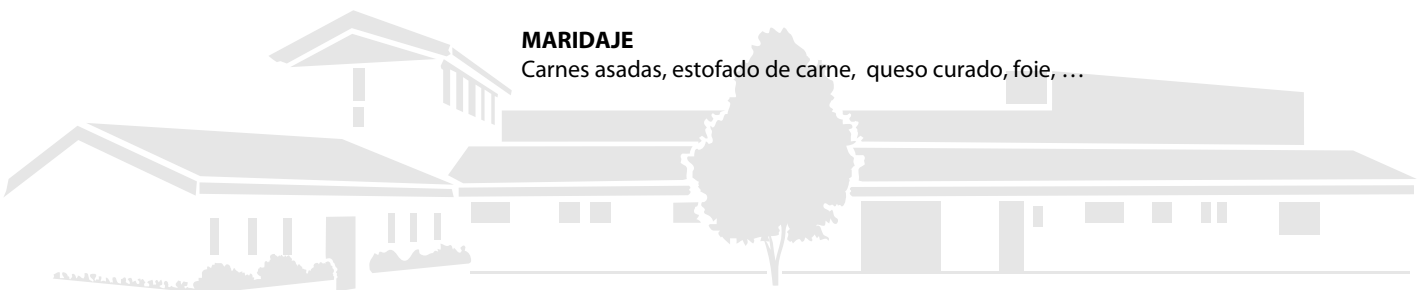 MARIDAJE
Carnes asadas, estofado de carne, queso curado, foie, …